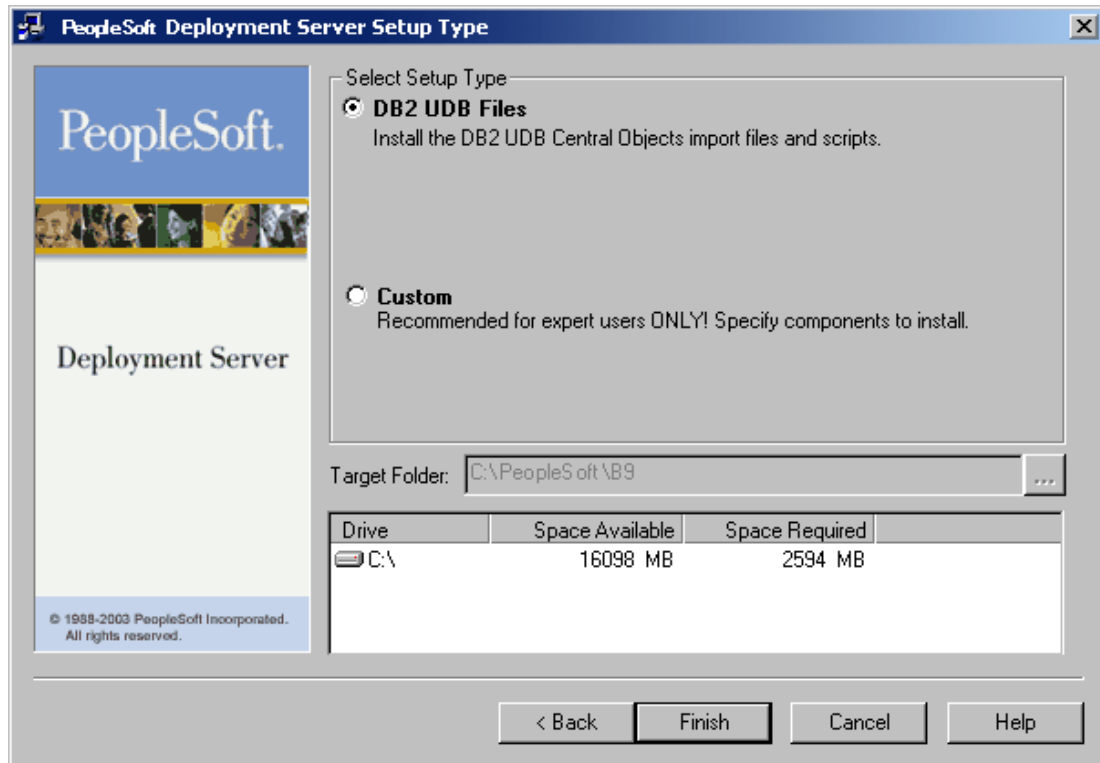 PeopleSoft Deployment Server Setup Type
PeopleSoft.
Deployment Server
© 1988-2003 PeopleSoft Incorporated.
All rights reserved.
Select Setup Type
DB2 UDB Files
Install the DB2 UDB Central Objects import files and scripts.
Custom
Recommended for expert users ONLY! Specify components to install.
Target Folder: C:\PeopleSoft\B9 ...
Drive Space Available Space Required
C:\ 16098 MB 2594 MB
< Back Finish Cancel Help